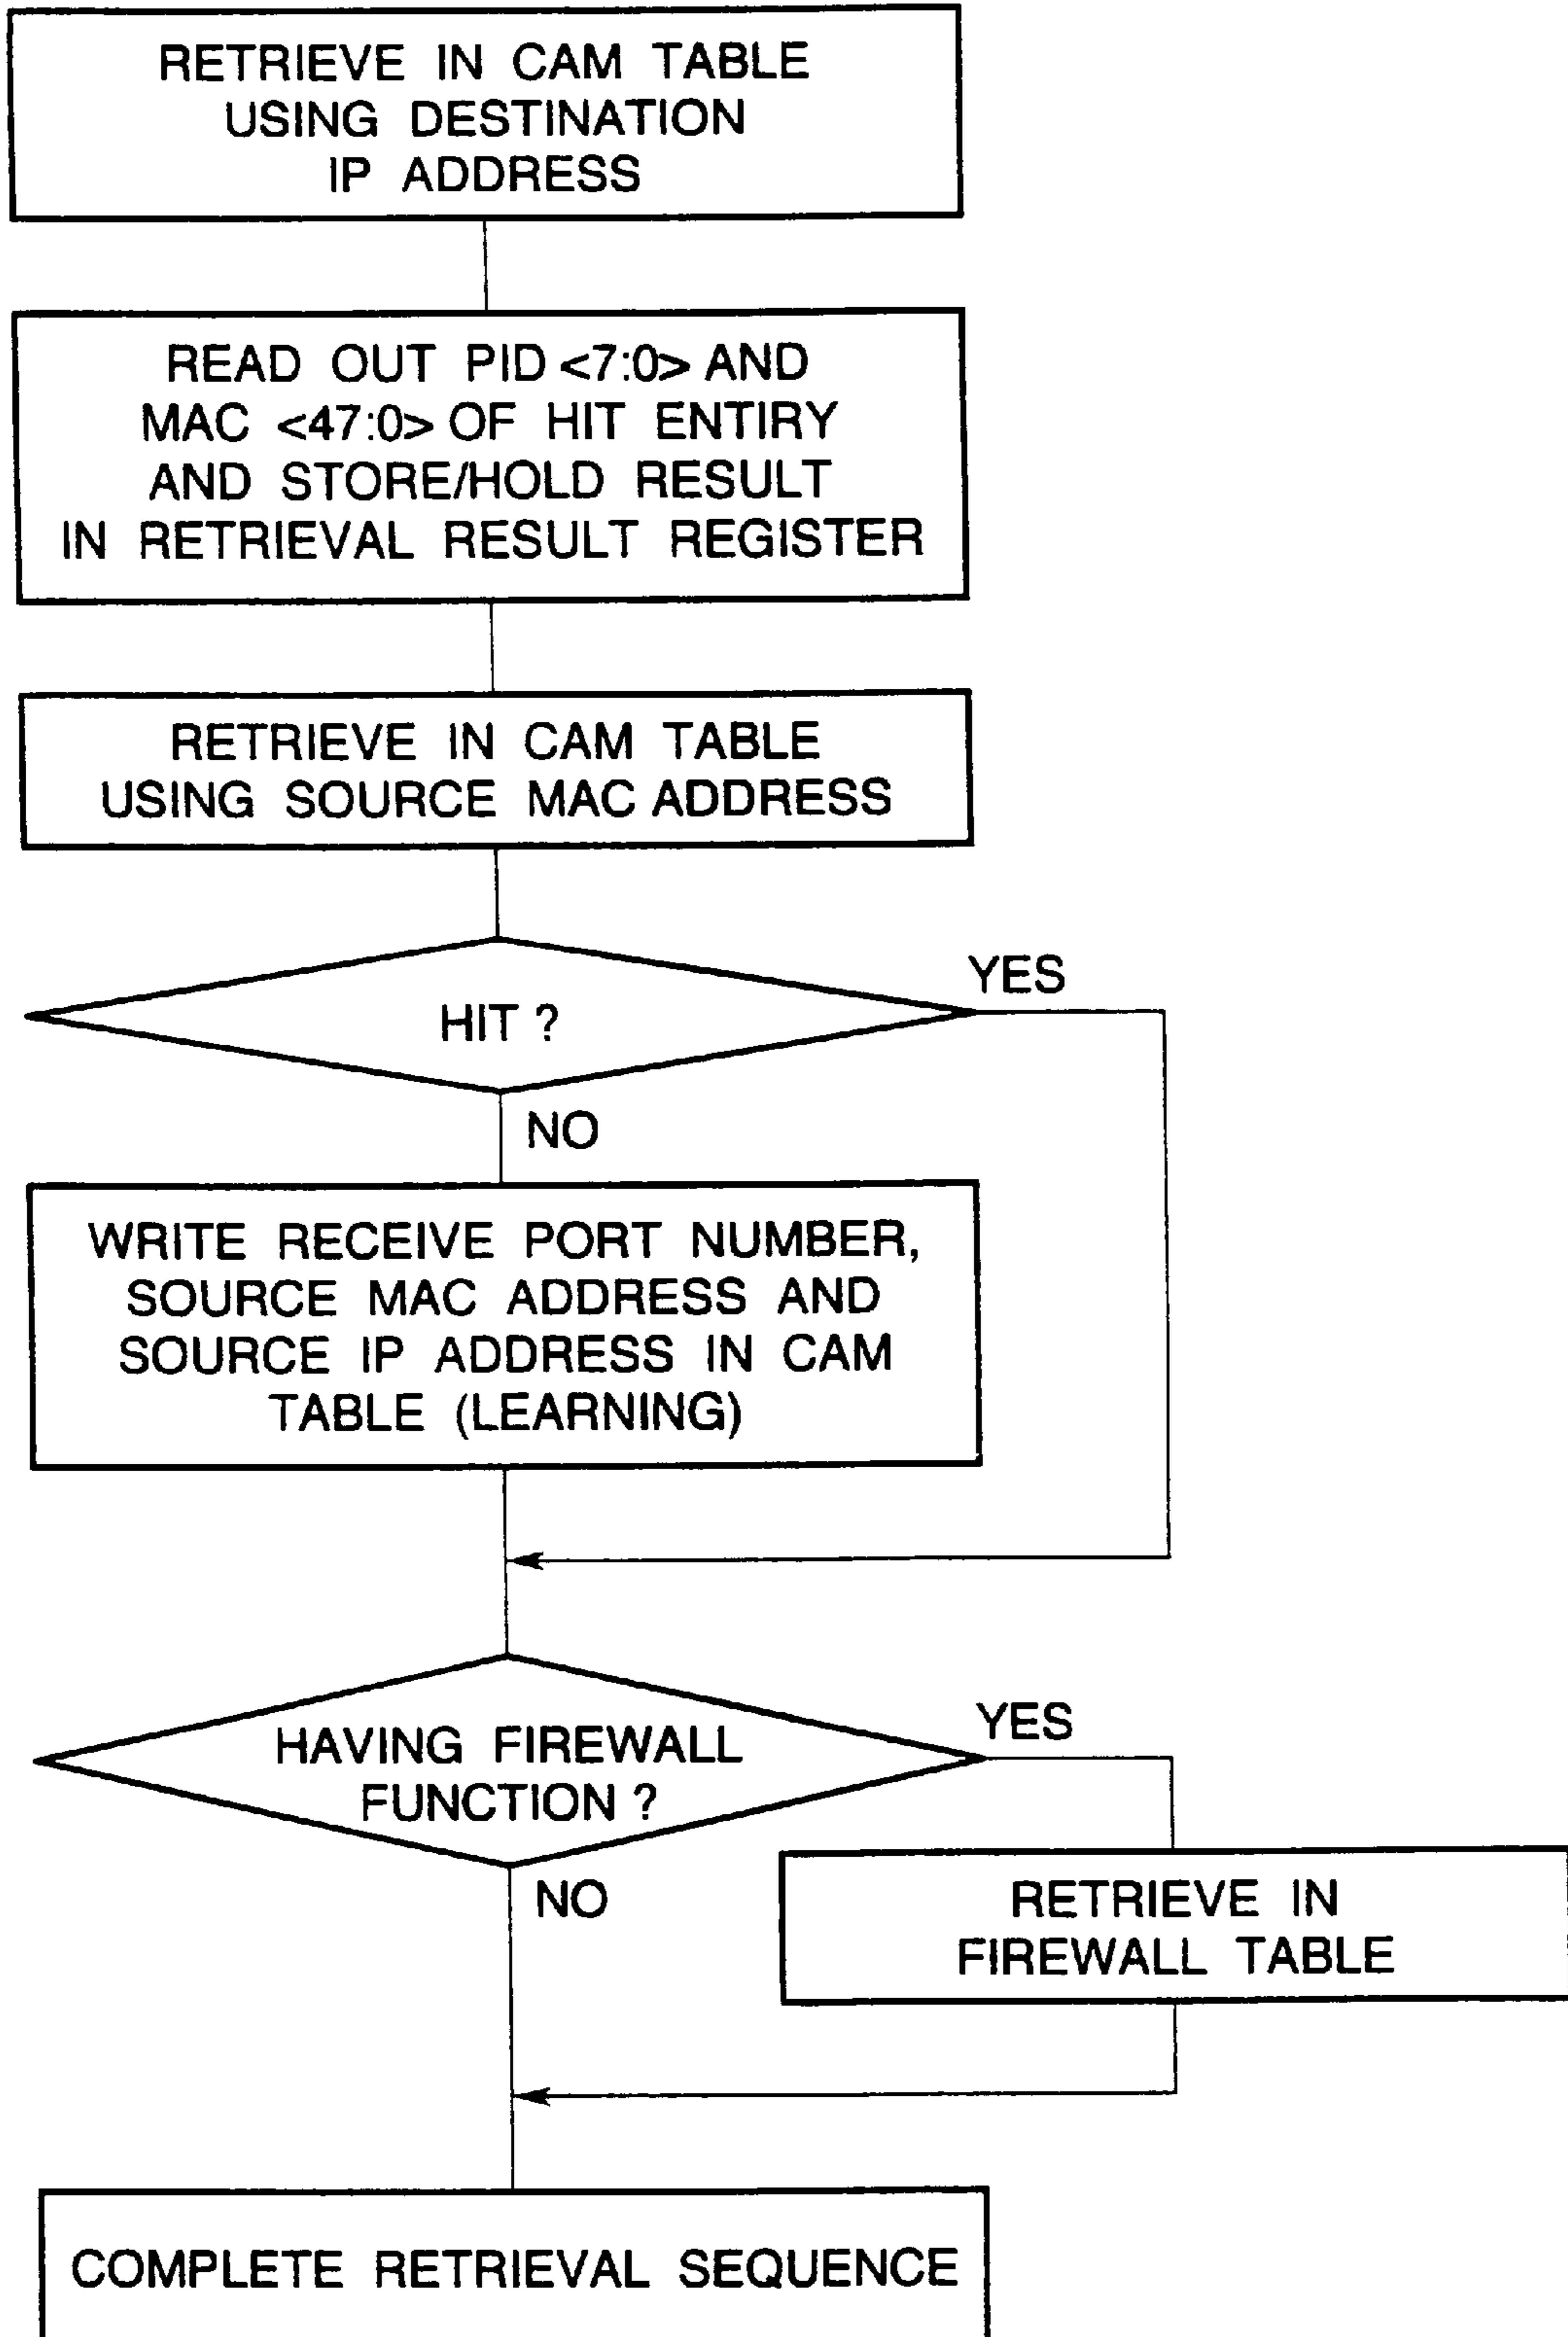 RETRIEVE IN CAM TABLE
USING DESTINATION
IP ADDRESS
READ OUT PID <7:0> AND
MAC <47:0> OF HIT ENTIRY
AND STORE/HOLD RESULT
IN RETRIEVAL RESULT REGISTER
RETRIEVE IN CAM TABLE
USING SOURCE MAC ADDRESS
HIT ?
YES
NO
WRITE RECEIVE PORT NUMBER,
SOURCE MAC ADDRESS AND
SOURCE IP ADDRESS IN CAM
TABLE (LEARNING)
HAVING FIREWALL
FUNCTION ?
YES
NO
RETRIEVE IN
FIREWALL TABLE
COMPLETE RETRIEVAL SEQUENCE